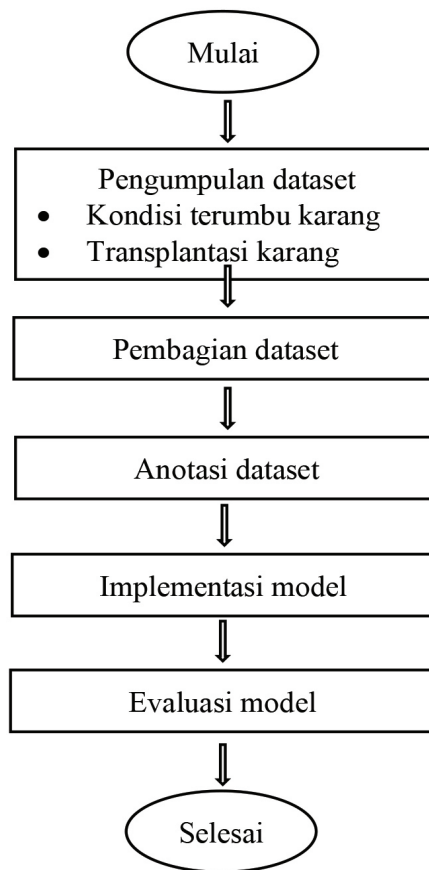 Mulai
Pengumpulan dataset
• Kondisi terumbu karang
• Transplantasi karang
Pembagian dataset
Anotasi dataset
Implementasi model
Evaluasi model
Selesai